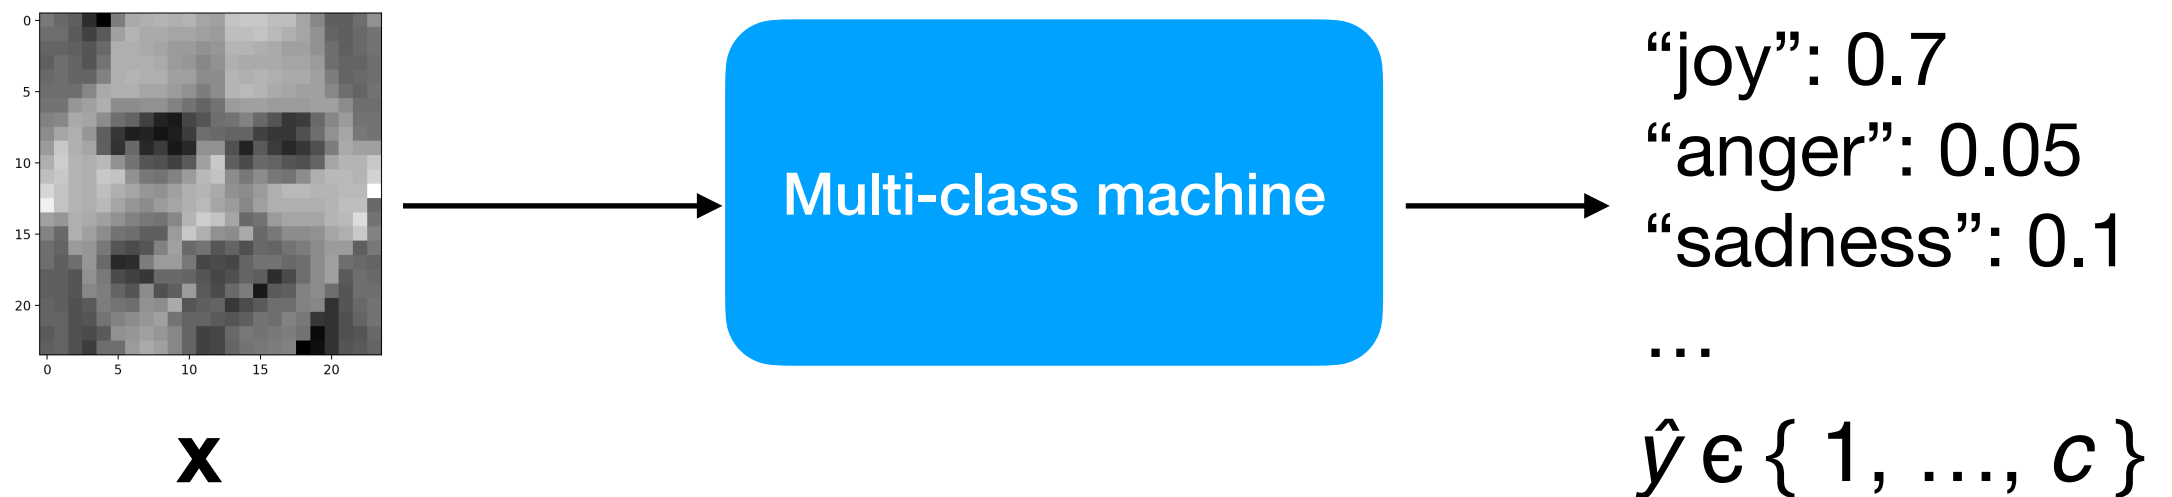 0
5
10
15
20
0 5 10 15 20
x
Multi-class machine
“joy”: 0.7
“anger”: 0.05
“sadness”: 0.1
…
ŷ ϵ { 1, …, c }